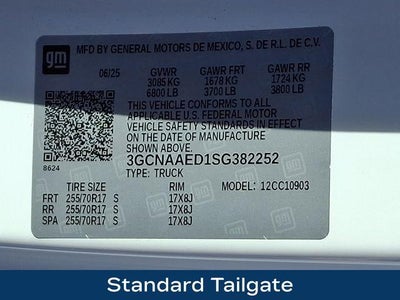 gm
MFD BY GENERAL MOTORS DE MEXICO, S. DE R.L. DE C.V.
06/25 GVWR GAWR FRT GAWR RR
3085 KG 1678 KG 1724 KG
6800 LB 3700 LB 3800 LB
THIS VEHICLE CONFORMS TO ALL
APPLICABLE U.S. FEDERAL MOTOR
VEHICLE SAFETY STANDARDS IN EFFECT
ON THE DATE OF MANUFACTURE
SHOWN ABOVE.
3GCNAAED1SG382252
8624 TYPE: TRUCK
TIRE SIZE RIM MODEL: 12CC10903
FRT 255/70R17 S 17X8J
RR 255/70R17 S 17X8J
SPA 255/70R17 S 17X8J
Standard Tailgate